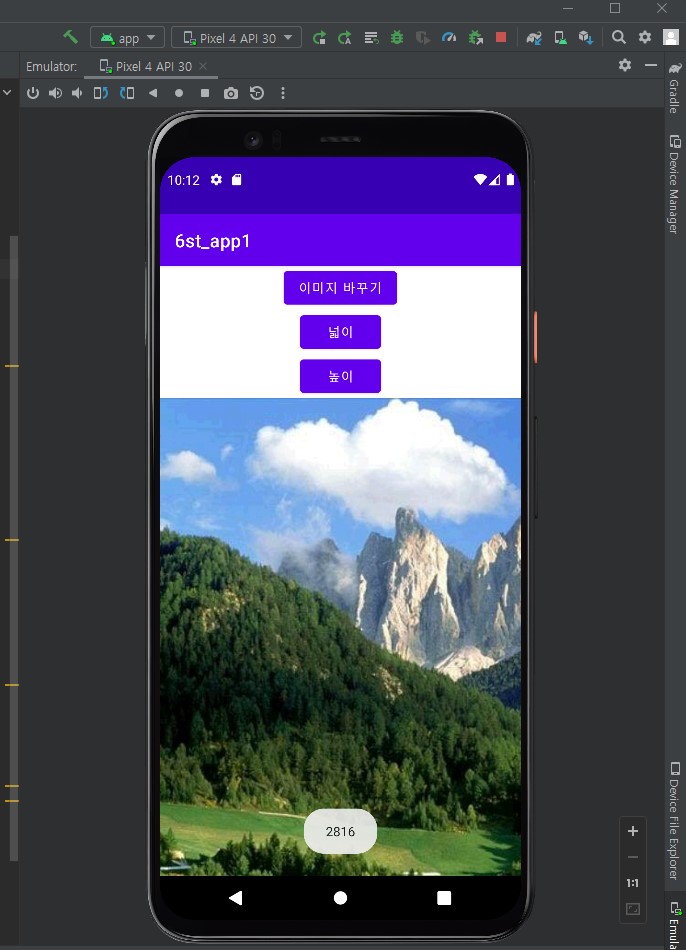 app
Pixel 4 API 30
Emulator:
Pixel 4 API 30
Gradle
Device Manager
10:12
6st_app1
이미지 바꾸기
넓이
높이
2816
1:1
Device File Explorer
Emula